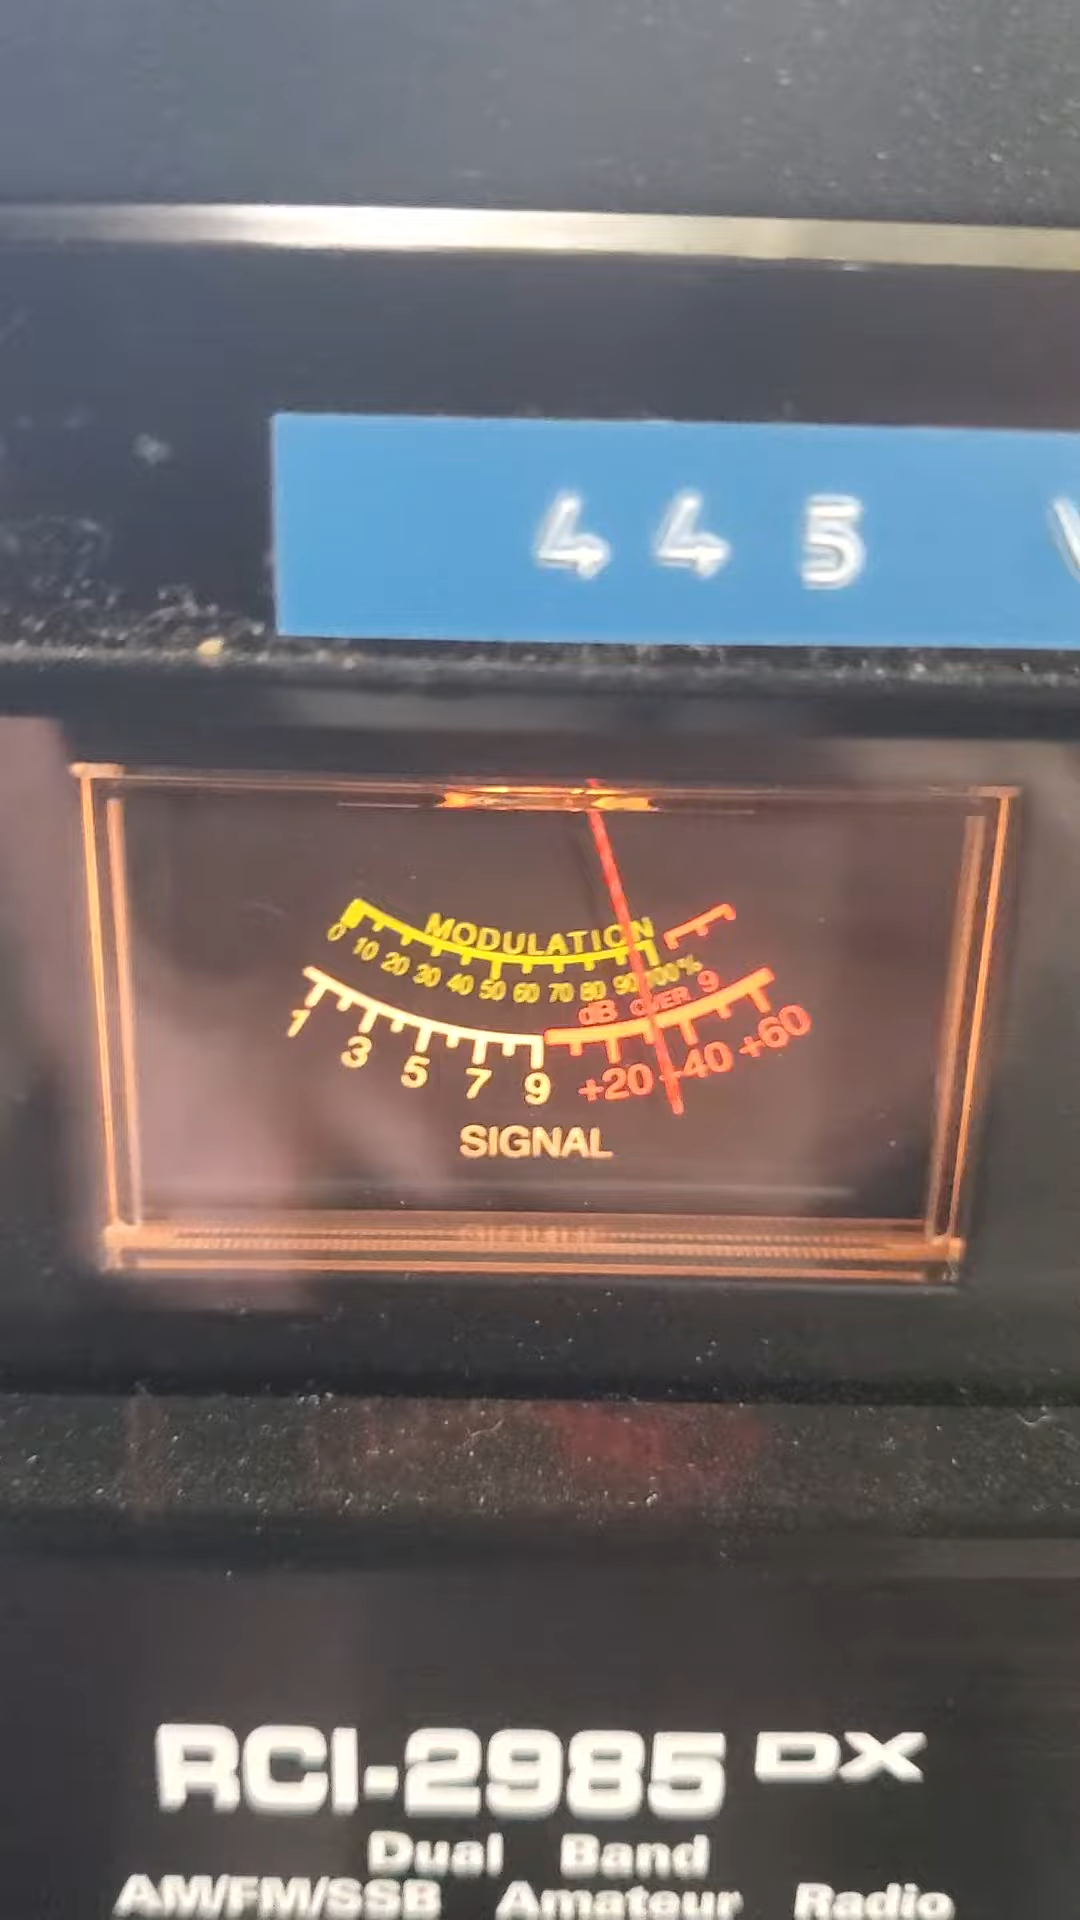 445
MODULATION
0 10 20 30 40 50 60 70 80 90 100%
dB OVER 9
1 3 5 7 9 +20 +40 +60
SIGNAL
RCI-2985 DX
Dual Band
AM/FM/SSB Amateur Radio